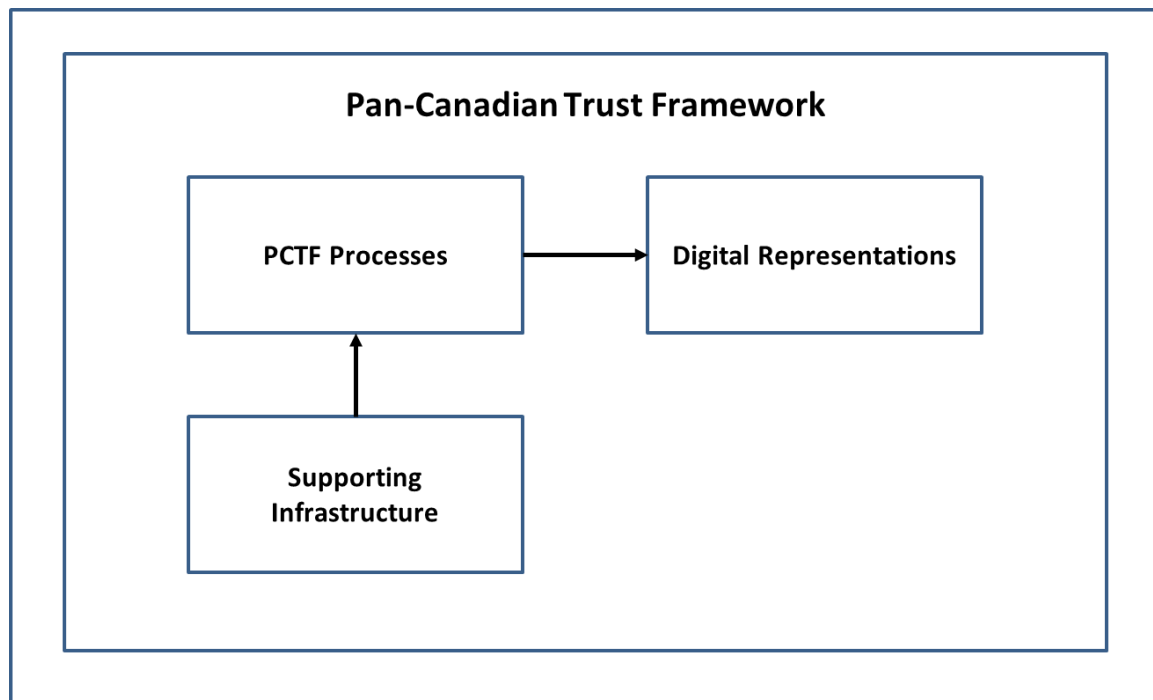 Pan-Canadian Trust Framework
PCTF Processes
Digital Representations
Supporting
Infrastructure